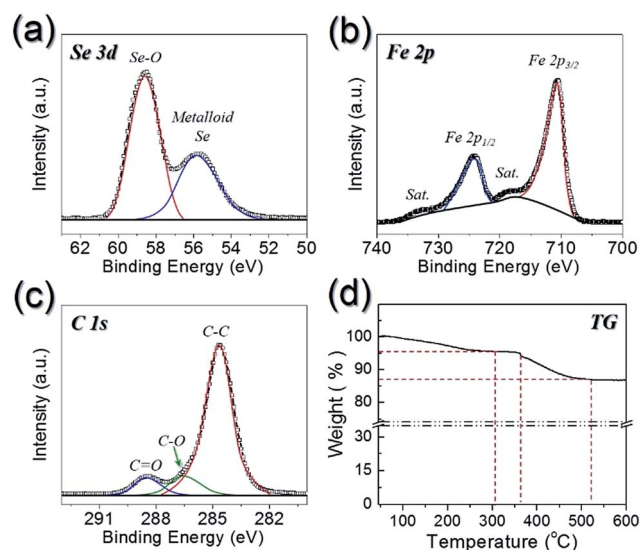 (a)
Se 3d
Se-O
Metalloid
Se
Intensity (a.u.)
62 60 58 56 54 52 50
Binding Energy (eV)
(b)
Fe 2p
Fe 2p3/2
Fe 2p1/2
Sat.
Sat.
Intensity (a.u.)
740 730 720 710 700
Binding Energy (eV)
(c)
C 1s
C-C
C-O
C=O
Intensity (a.u.)
291 288 285 282
Binding Energy (eV)
(d)
TG
100
90
80
30
15
0
Weight ( % )
100 200 300 400 500 600
Temperature (°C)